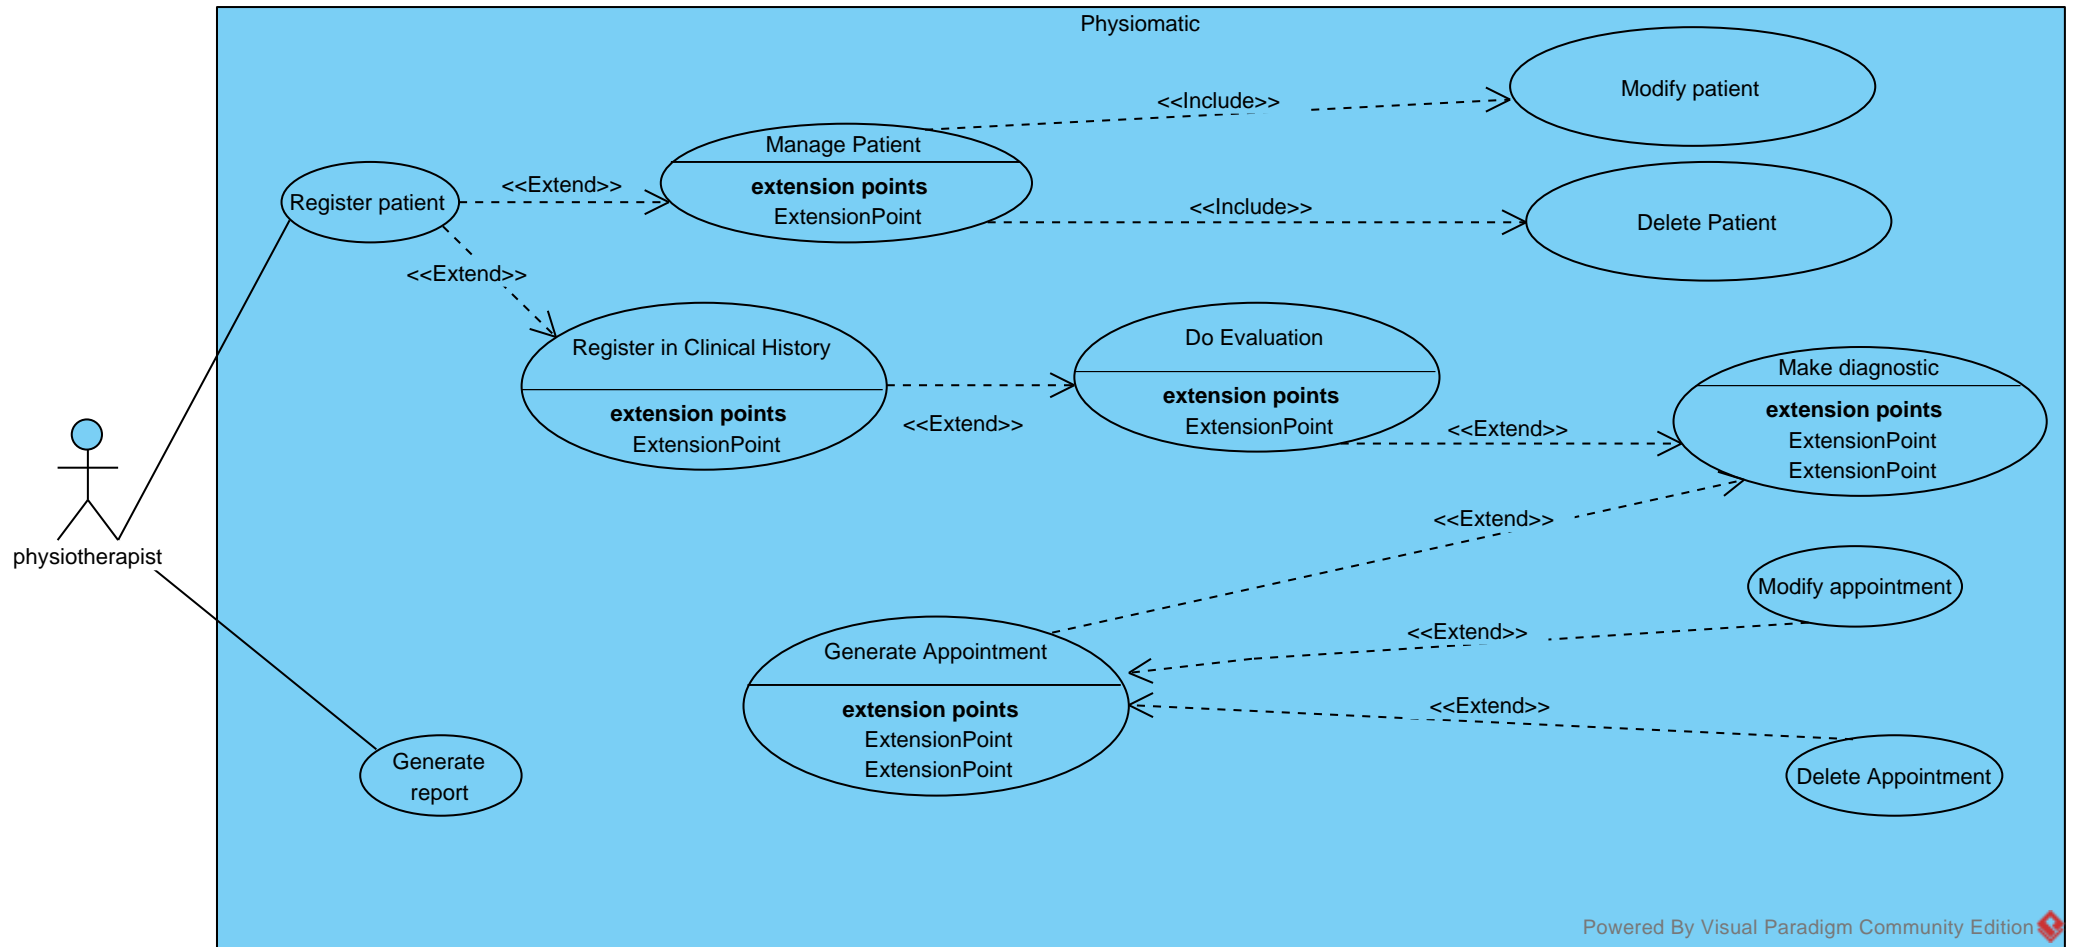 Physiomatic
Modify patient
<<Include>>
Manage Patient
extension points
ExtensionPoint
<<Extend>>
Register patient
<<Include>>
Delete Patient
<<Extend>>
Register in Clinical History
extension points
ExtensionPoint
<<Extend>>
Do Evaluation
extension points
ExtensionPoint
<<Extend>>
Make diagnostic
extension points
ExtensionPoint
ExtensionPoint
<<Extend>>
physiotherapist
Modify appointment
<<Extend>>
Generate Appointment
extension points
ExtensionPoint
ExtensionPoint
<<Extend>>
Delete Appointment
Generate
report
Powered By Visual Paradigm Community Edition